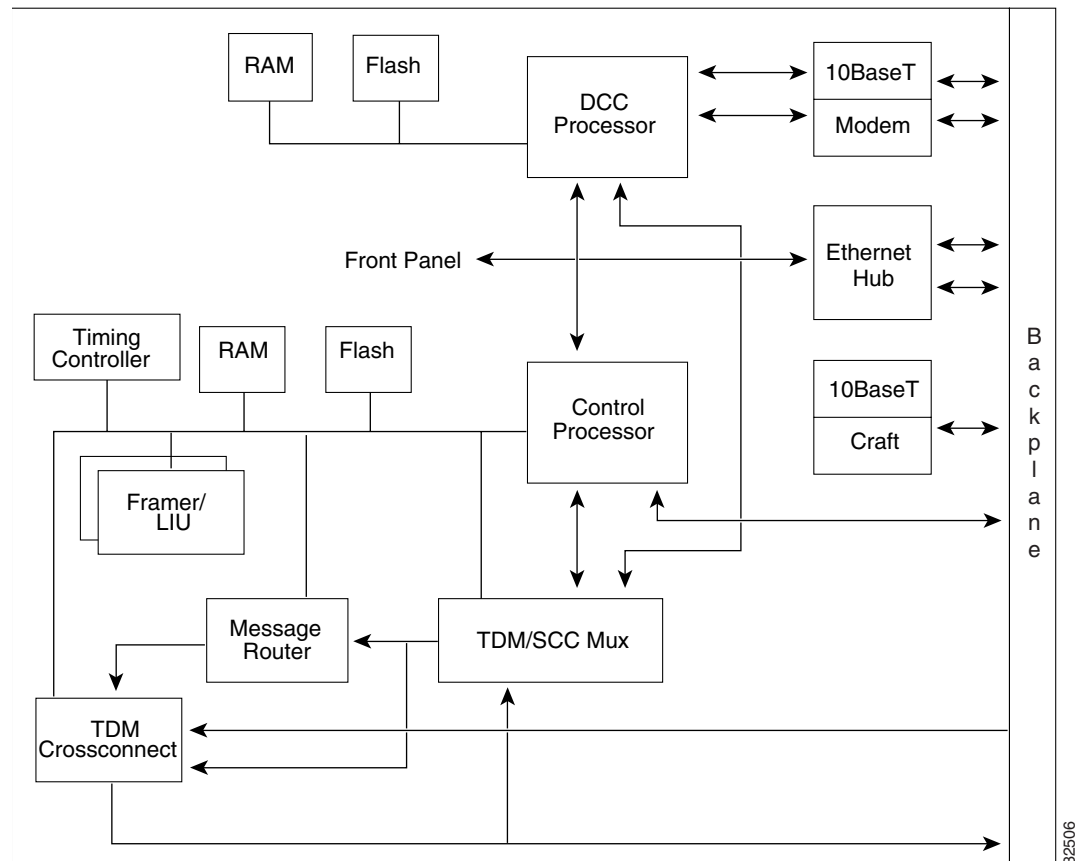 RAM
Flash
DCC
Processor
10BaseT
Modem
Front Panel
Ethernet
Hub
Timing
Controller
RAM
Flash
Control
Processor
10BaseT
Craft
Backplane
Framer/
LIU
Message
Router
TDM/SCC Mux
TDM
Crossconnect